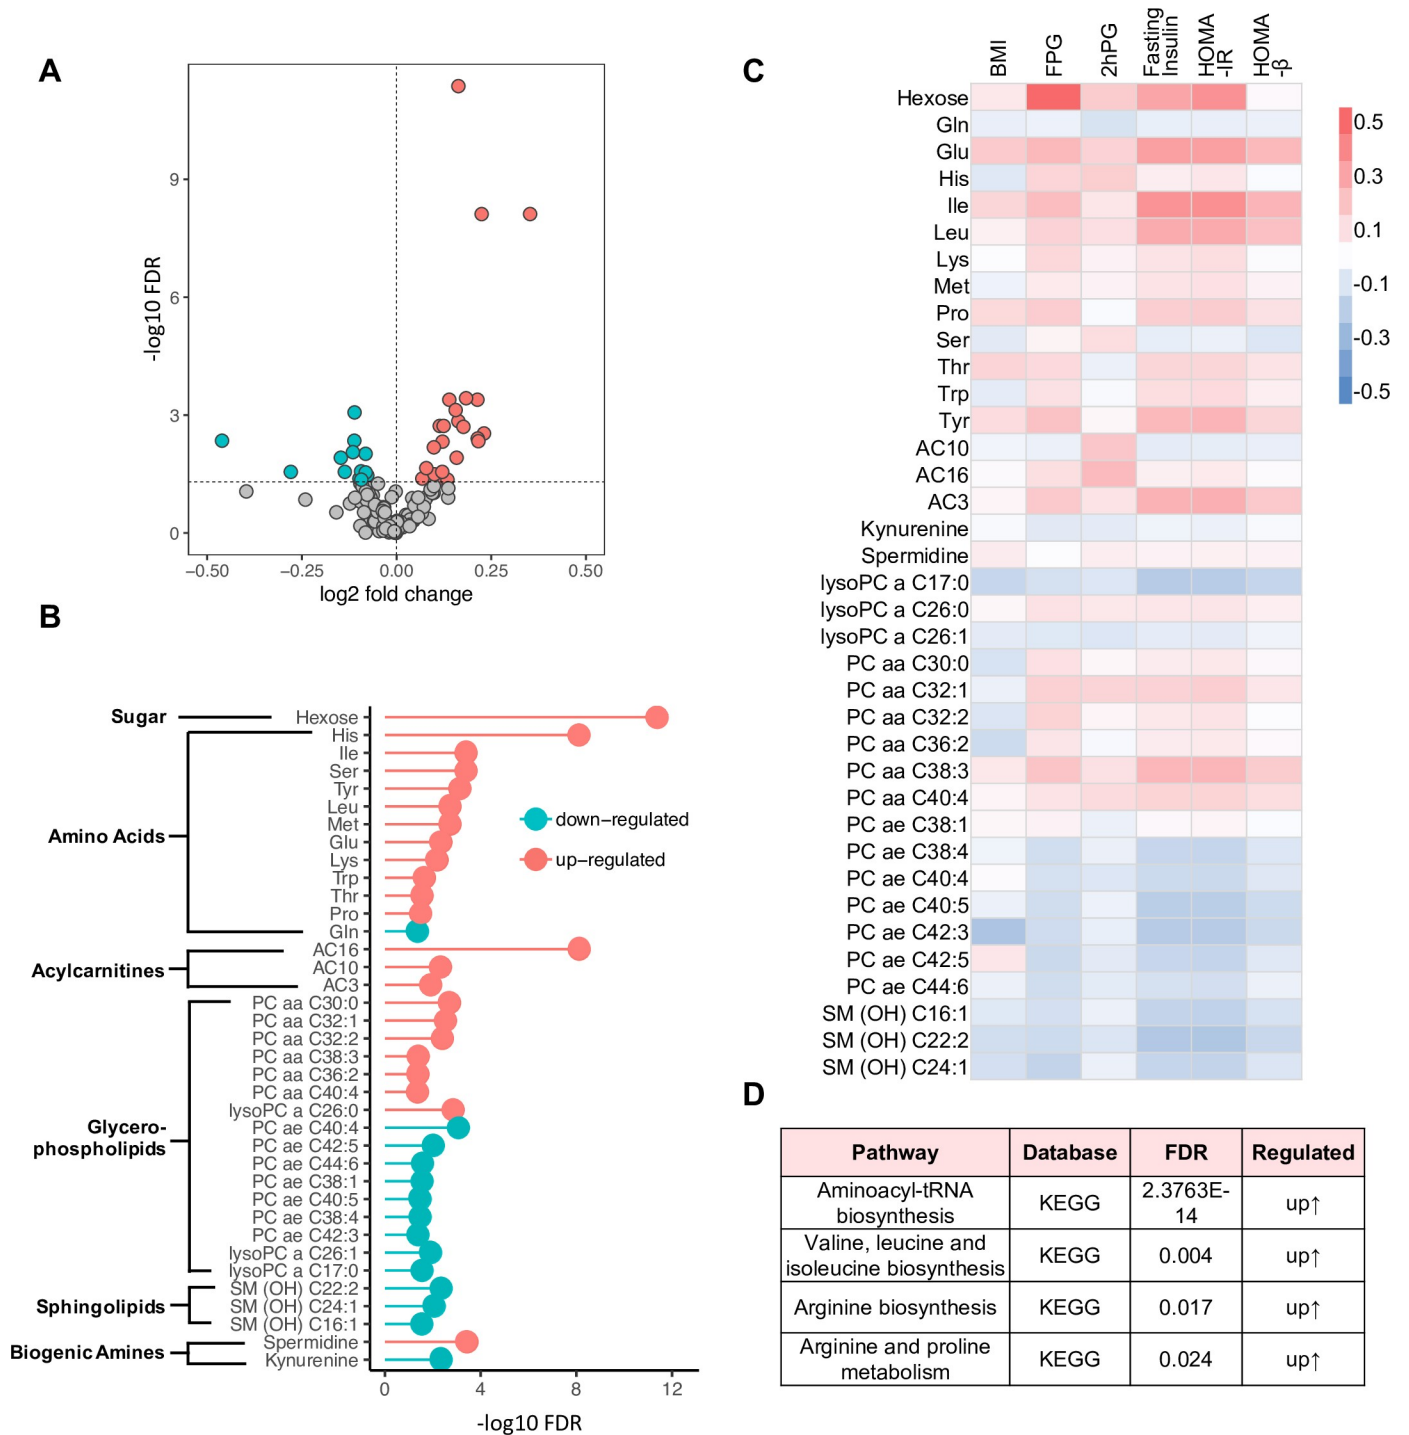 A
-log10 FDR
9
6
3
0
−0.50
−0.25
0.00
0.25
0.50
log2 fold change
B
Sugar
Amino Acids
Acylcarnitines
Glycero-
phospholipids
Sphingolipids
Biogenic Amines
Hexose
His
Ile
Ser
Tyr
Leu
Met
Glu
Lys
Trp
Thr
Pro
Gln
AC16
AC10
AC3
PC aa C30:0
PC aa C32:1
PC aa C32:2
PC aa C38:3
PC aa C36:2
PC aa C40:4
lysoPC a C26:0
PC ae C40:4
PC ae C42:5
PC ae C44:6
PC ae C38:1
PC ae C40:5
PC ae C38:4
PC ae C42:3
lysoPC a C26:1
lysoPC a C17:0
SM (OH) C22:2
SM (OH) C24:1
SM (OH) C16:1
Spermidine
Kynurenine
down−regulated
up−regulated
0
4
8
12
-log10 FDR
C
BMI
FPG
2hPG
Fasting
Insulin
HOMA
-IR
HOMA
-β
Hexose
Gln
Glu
His
Ile
Leu
Lys
Met
Pro
Ser
Thr
Trp
Tyr
AC10
AC16
AC3
Kynurenine
Spermidine
lysoPC a C17:0
lysoPC a C26:0
lysoPC a C26:1
PC aa C30:0
PC aa C32:1
PC aa C32:2
PC aa C36:2
PC aa C38:3
PC aa C40:4
PC ae C38:1
PC ae C38:4
PC ae C40:4
PC ae C40:5
PC ae C42:3
PC ae C42:5
PC ae C44:6
SM (OH) C16:1
SM (OH) C22:2
SM (OH) C24:1
0.5
0.3
0.1
-0.1
-0.3
-0.5
D
Pathway Database FDR Regulated
Aminoacyl-tRNA
biosynthesis KEGG 2.3763E-
14 up↑
Valine, leucine and
isoleucine biosynthesis KEGG 0.004 up↑
Arginine biosynthesis KEGG 0.017 up↑
Arginine and proline
metabolism KEGG 0.024 up↑